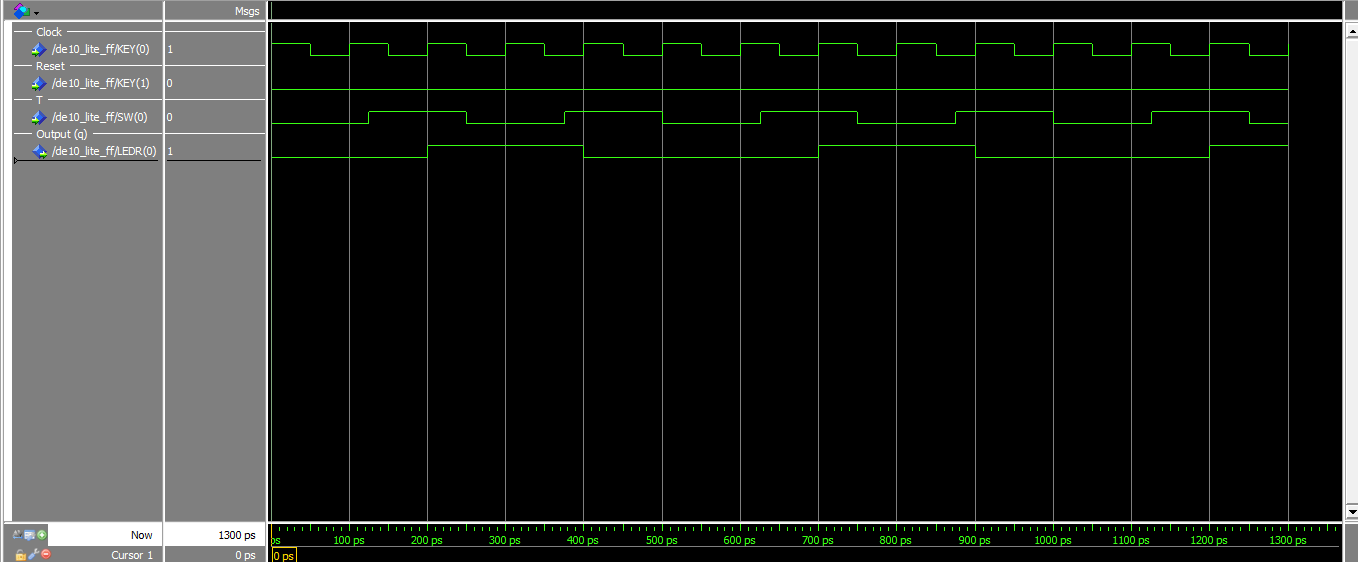 Msgs
Clock
/de10_lite_ff/KEY(0) 1
Reset
/de10_lite_ff/KEY(1) 0
T
/de10_lite_ff/SW(0) 0
Output (q)
/de10_lite_ff/LEDR(0) 1
Now 1300 ps
ps 100 ps 200 ps 300 ps 400 ps 500 ps 600 ps 700 ps 800 ps 900 ps 1000 ps 1100 ps 1200 ps 1300 ps
Cursor 1 0 ps 0 ps